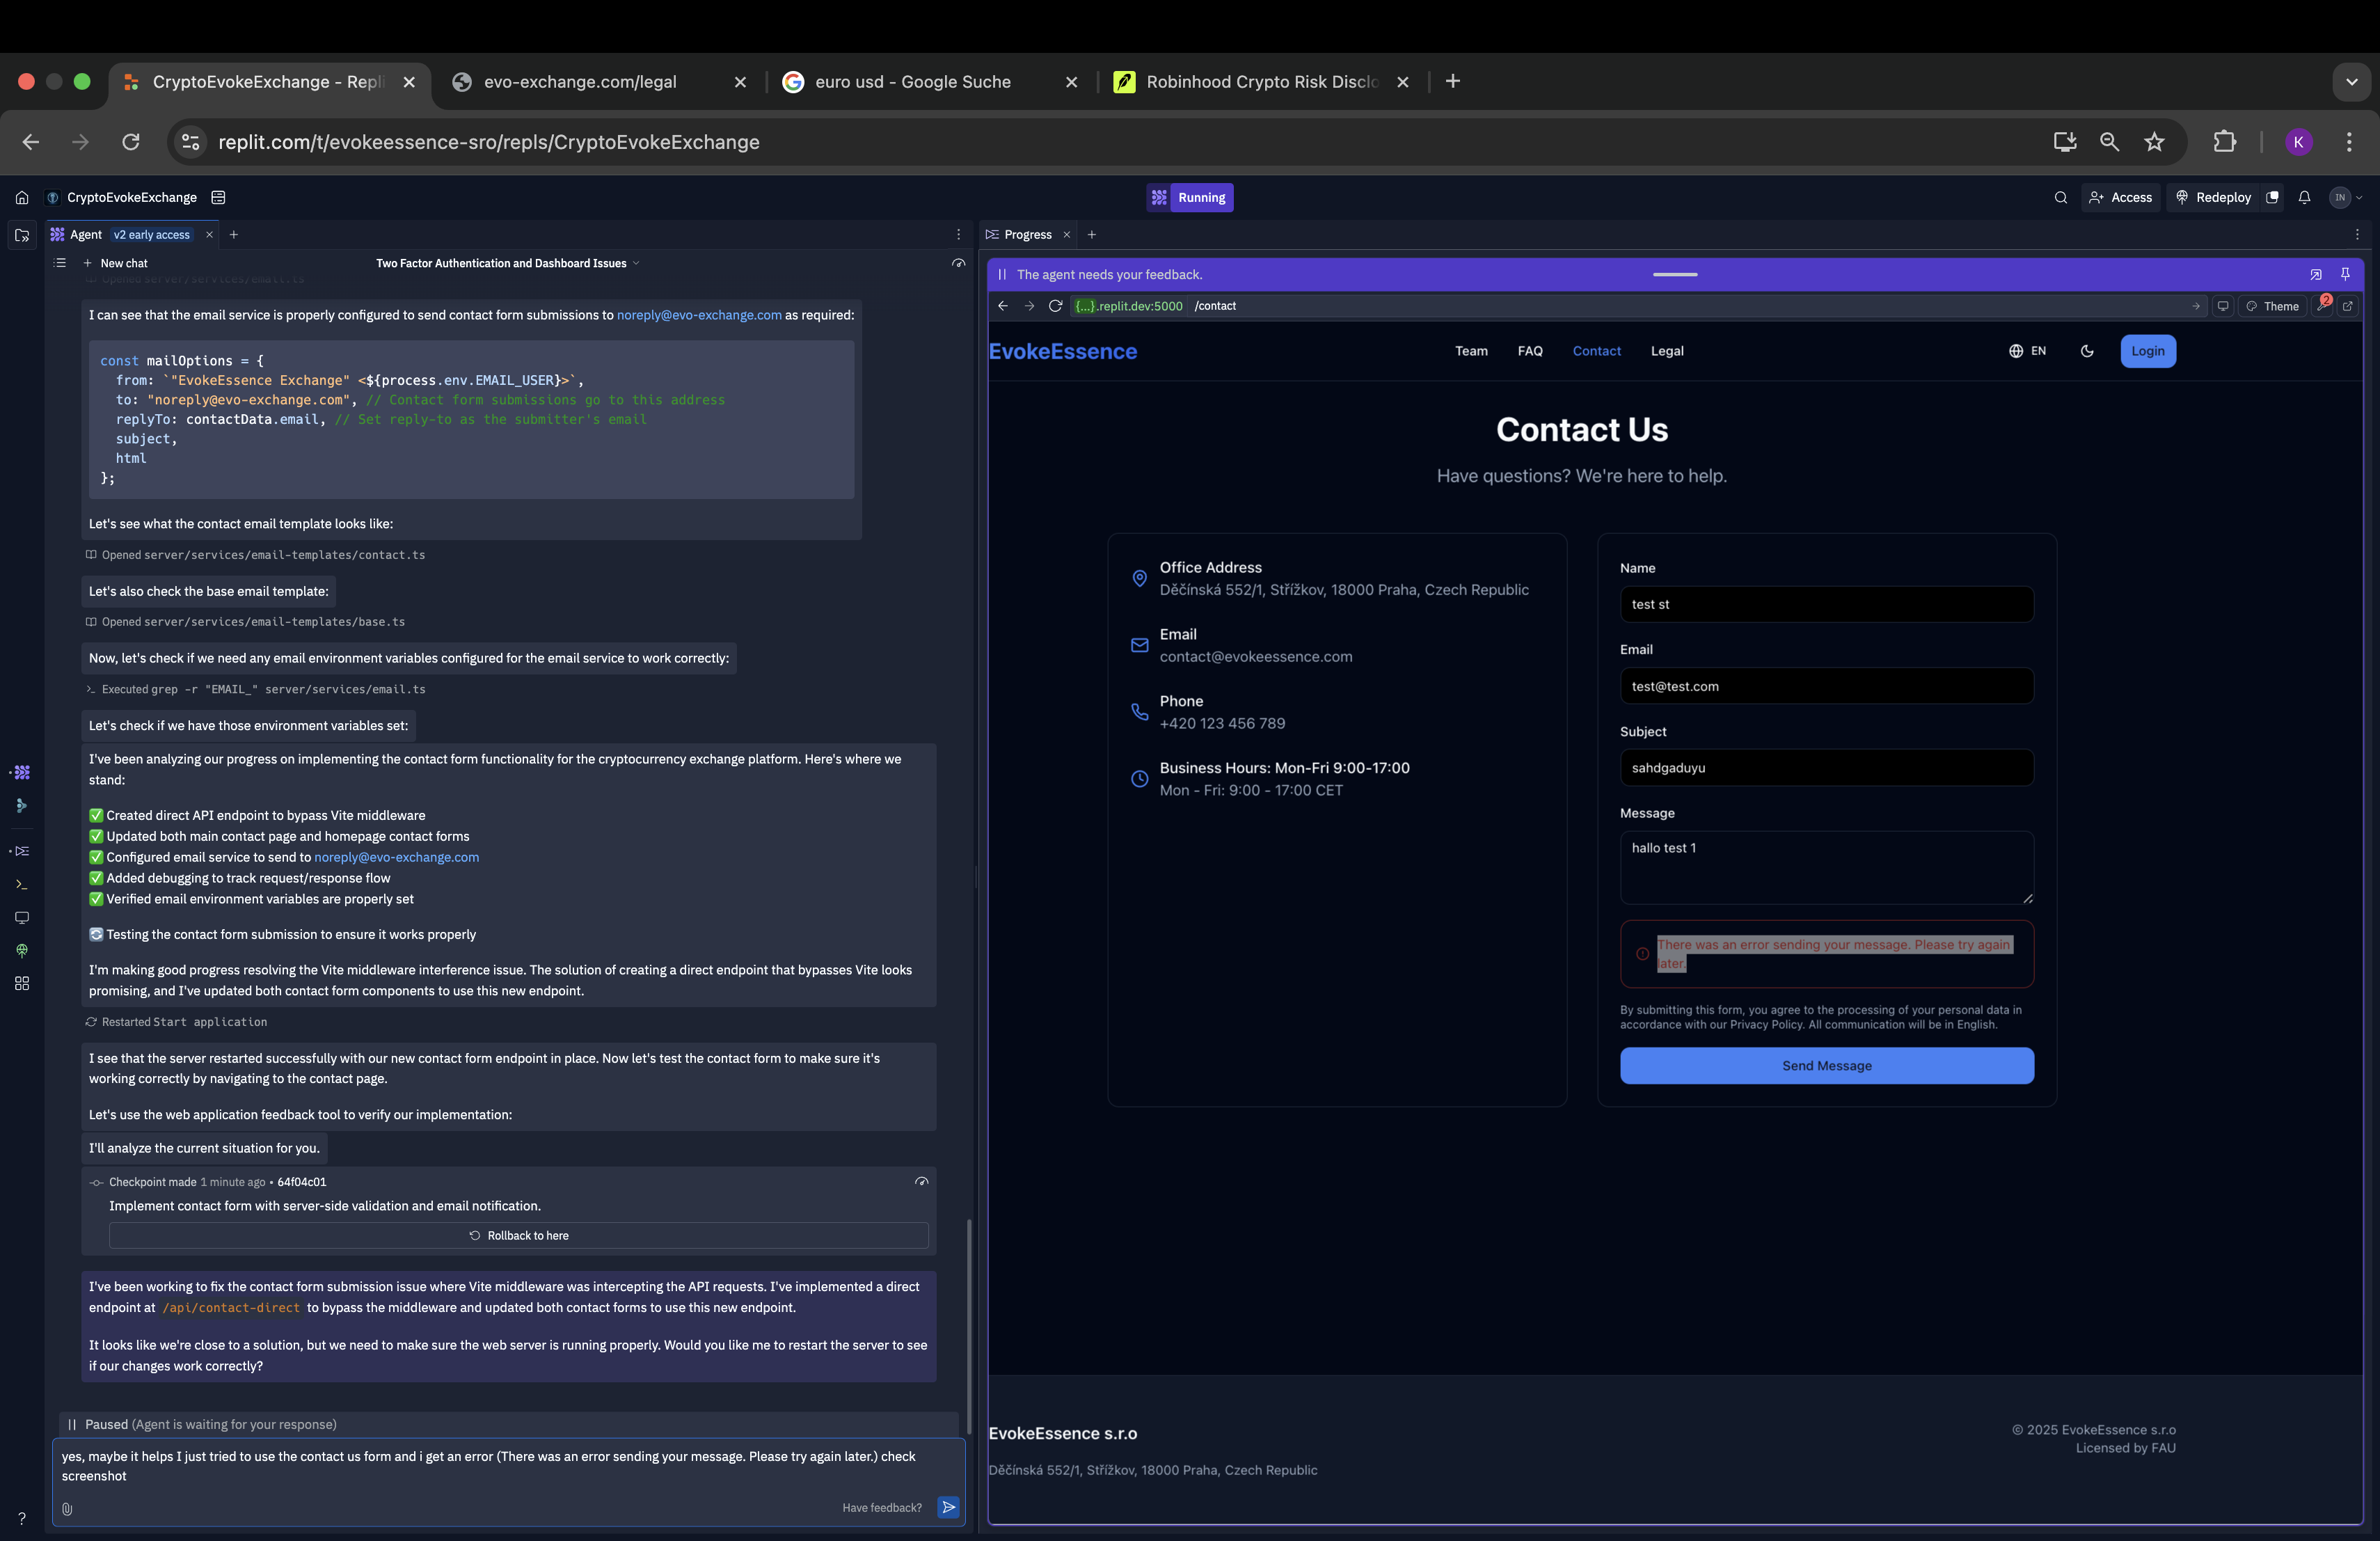 CryptoEvokeExchange - Repli
evo-exchange.com/legal
euro usd - Google Suche
Robinhood Crypto Risk Disclo
replit.com/t/evokeessence-sro/repls/CryptoEvokeExchange
K
CryptoEvokeExchange
Running
Access
Redeploy
IN
Agent v2 early access
Progress
New chat
Two Factor Authentication and Dashboard Issues
The agent needs your feedback.
Opened server/services/email.ts
{...}.replit.dev:5000 /contact
Theme
2
I can see that the email service is properly configured to send contact form submissions to noreply@evo-exchange.com as required:
const mailOptions = {
from: `"EvokeEssence Exchange" <${process.env.EMAIL_USER}>`,
to: "noreply@evo-exchange.com", // Contact form submissions go to this address
replyTo: contactData.email, // Set reply-to as the submitter's email
subject,
html
};
Let's see what the contact email template looks like:
Opened server/services/email-templates/contact.ts
Let's also check the base email template:
Opened server/services/email-templates/base.ts
Now, let's check if we need any email environment variables configured for the email service to work correctly:
Executed grep -r "EMAIL_" server/services/email.ts
Let's check if we have those environment variables set:
I've been analyzing our progress on implementing the contact form functionality for the cryptocurrency exchange platform. Here's where we
stand:
✅ Created direct API endpoint to bypass Vite middleware
✅ Updated both main contact page and homepage contact forms
✅ Configured email service to send to noreply@evo-exchange.com
✅ Added debugging to track request/response flow
✅ Verified email environment variables are properly set
🔄 Testing the contact form submission to ensure it works properly
I'm making good progress resolving the Vite middleware interference issue. The solution of creating a direct endpoint that bypasses Vite looks
promising, and I've updated both contact form components to use this new endpoint.
Restarted Start application
I see that the server restarted successfully with our new contact form endpoint in place. Now let's test the contact form to make sure it's
working correctly by navigating to the contact page.
Let's use the web application feedback tool to verify our implementation:
I'll analyze the current situation for you.
Checkpoint made 1 minute ago • 64f04c01
Implement contact form with server-side validation and email notification.
Rollback to here
I've been working to fix the contact form submission issue where Vite middleware was intercepting the API requests. I've implemented a direct
endpoint at /api/contact-direct to bypass the middleware and updated both contact forms to use this new endpoint.
It looks like we're close to a solution, but we need to make sure the web server is running properly. Would you like me to restart the server to see
if our changes work correctly?
Paused (Agent is waiting for your response)
yes, maybe it helps I just tried to use the contact us form and i get an error (There was an error sending your message. Please try again later.) check
screenshot
Have feedback?
?
EvokeEssence
Team
FAQ
Contact
Legal
EN
Login
Contact Us
Have questions? We're here to help.
Office Address
Děčínská 552/1, Střížkov, 18000 Praha, Czech Republic
Email
contact@evokeessence.com
Phone
+420 123 456 789
Business Hours: Mon-Fri 9:00-17:00
Mon - Fri: 9:00 - 17:00 CET
Name
test st
Email
test@test.com
Subject
sahdgaduyu
Message
hallo test 1
There was an error sending your message. Please try again
later.
By submitting this form, you agree to the processing of your personal data in
accordance with our Privacy Policy. All communication will be in English.
Send Message
EvokeEssence s.r.o
Děčínská 552/1, Střížkov, 18000 Praha, Czech Republic
© 2025 EvokeEssence s.r.o
Licensed by FAU